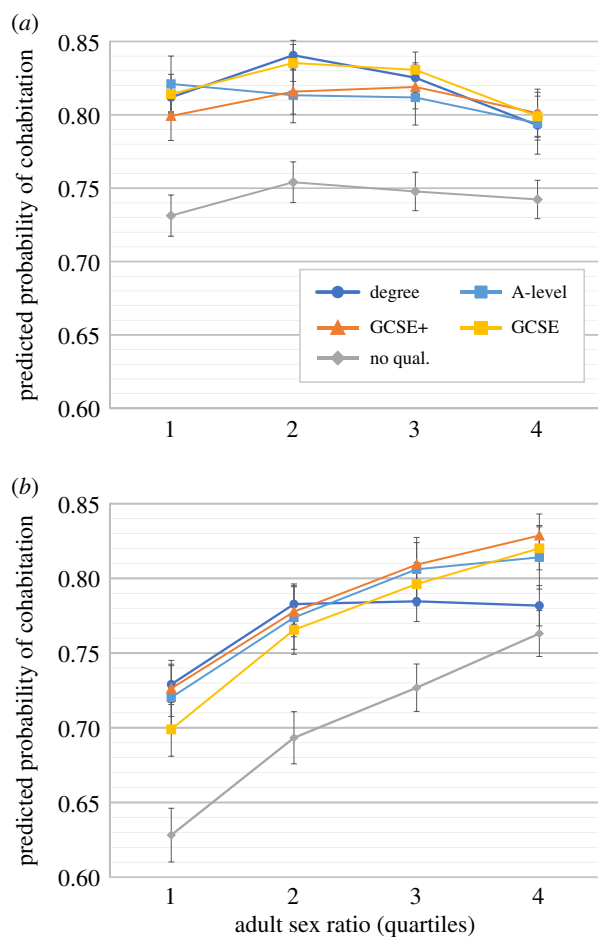 (a)
predicted probability of cohabitation
0.85
0.80
0.75
0.70
0.65
0.60
degree
A-level
GCSE+
GCSE
no qual.
1 2 3 4
(b)
predicted probability of cohabitation
0.85
0.80
0.75
0.70
0.65
0.60
1 2 3 4
adult sex ratio (quartiles)